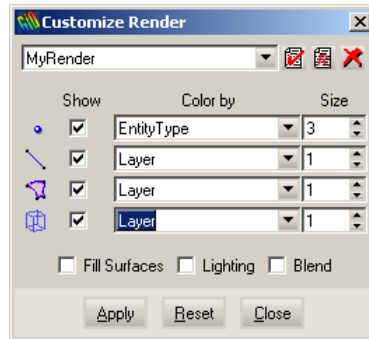 Customize Render
MyRender
Show Color by Size
EntityType 3
Layer 1
Layer 1
Layer 1
Fill Surfaces Lighting Blend
Apply Reset Close